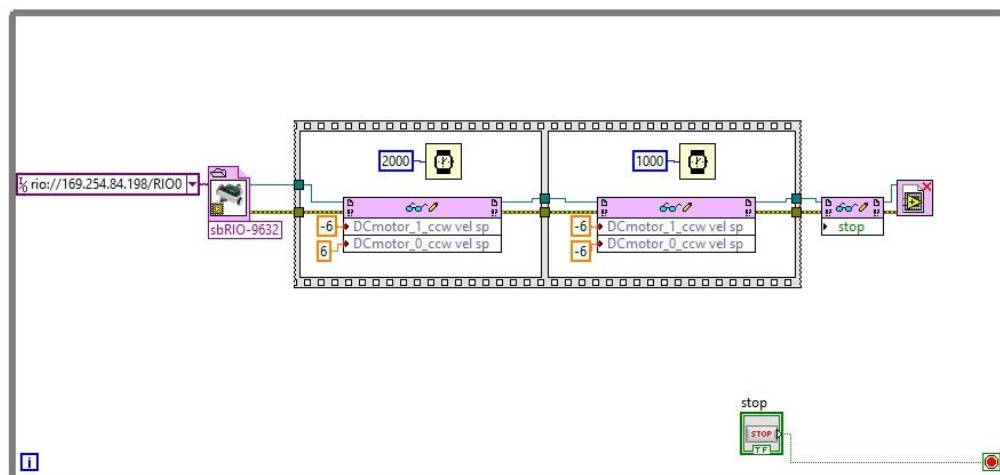 2000
1000
rio://169.254.84.198/RIO0
sbRIO-9632
-6
DCmotor_1_ccw vel sp
6
DCmotor_0_ccw vel sp
-6
DCmotor_1_ccw vel sp
-6
DCmotor_0_ccw vel sp
stop
stop
STOP
TF
i